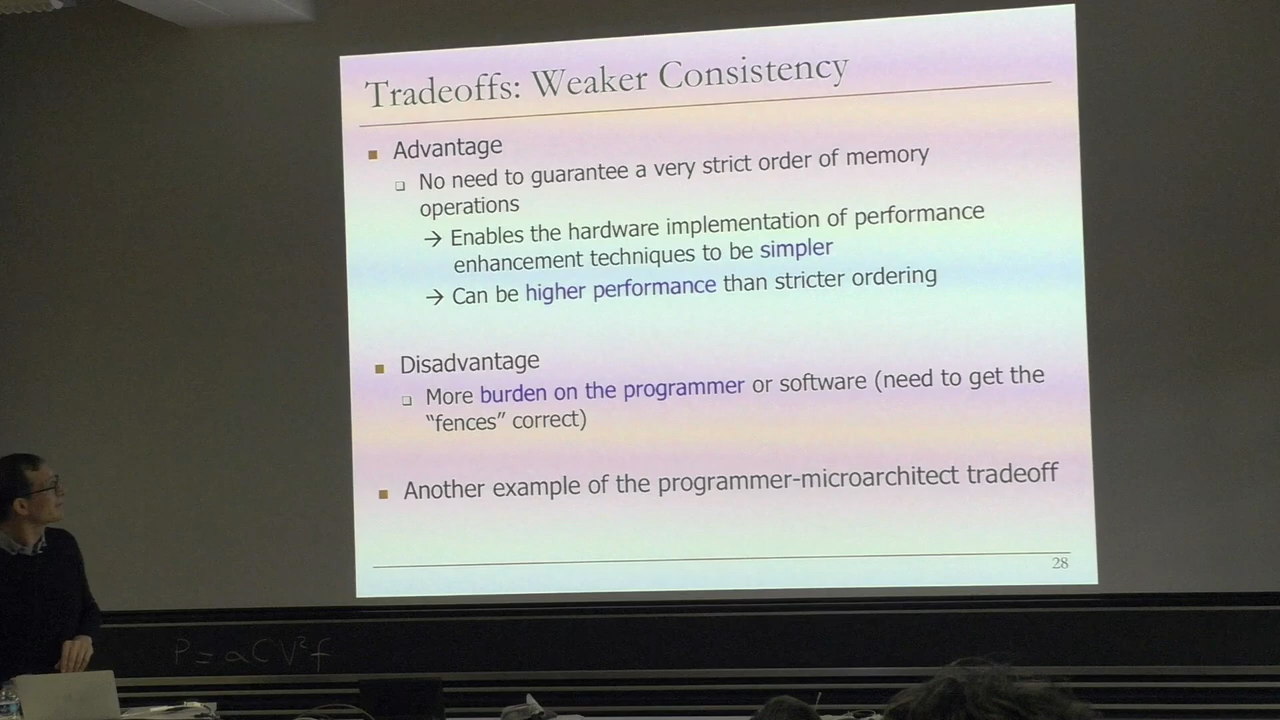 Tradeoffs: Weaker Consistency
■ Advantage
❑ No need to guarantee a very strict order of memory
operations
→ Enables the hardware implementation of performance
enhancement techniques to be simpler
→ Can be higher performance than stricter ordering
■ Disadvantage
❑ More burden on the programmer or software (need to get the
“fences” correct)
■ Another example of the programmer-microarchitect tradeoff
28
P = αCV²f